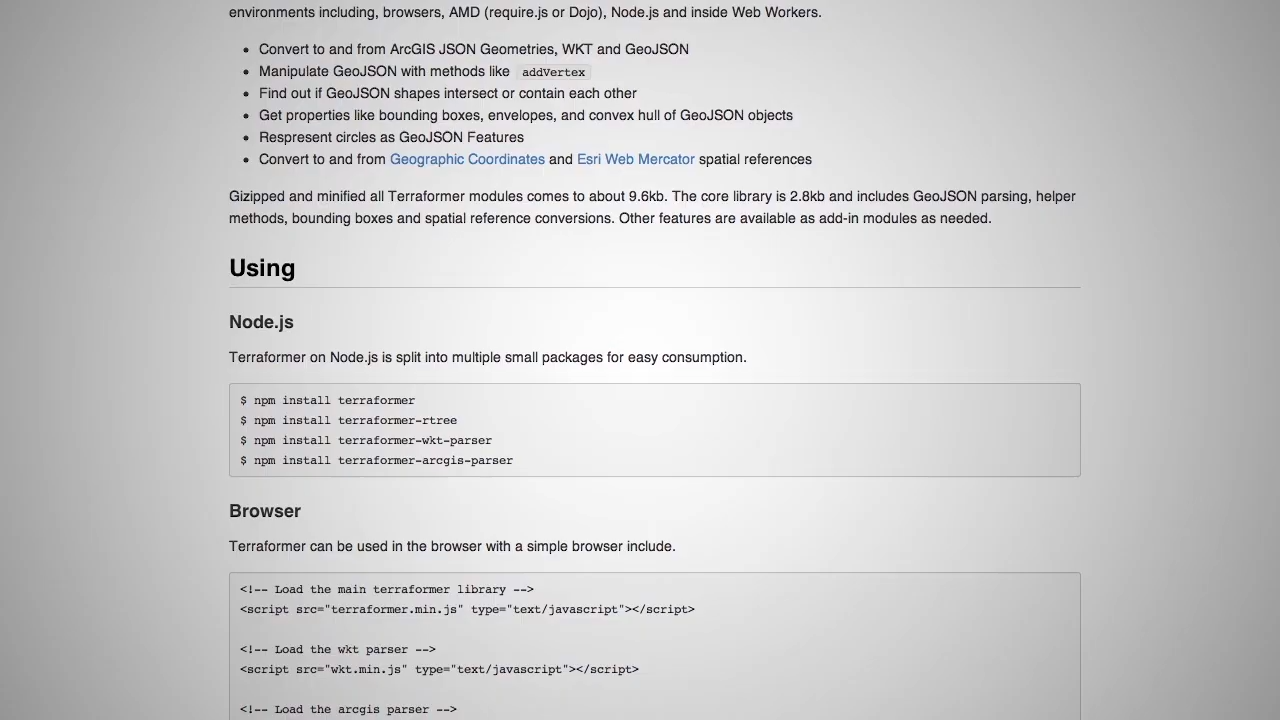 environments including, browsers, AMD (require.js or Dojo), Node.js and inside Web Workers.
• Convert to and from ArcGIS JSON Geometries, WKT and GeoJSON
• Manipulate GeoJSON with methods like addVertex
• Find out if GeoJSON shapes intersect or contain each other
• Get properties like bounding boxes, envelopes, and convex hull of GeoJSON objects
• Respresent circles as GeoJSON Features
• Convert to and from Geographic Coordinates and Esri Web Mercator spatial references
Gizipped and minified all Terraformer modules comes to about 9.6kb. The core library is 2.8kb and includes GeoJSON parsing, helper
methods, bounding boxes and spatial reference conversions. Other features are available as add-in modules as needed.
Using
Node.js
Terraformer on Node.js is split into multiple small packages for easy consumption.
$ npm install terraformer
$ npm install terraformer-rtree
$ npm install terraformer-wkt-parser
$ npm install terraformer-arcgis-parser
Browser
Terraformer can be used in the browser with a simple browser include.
<!-- Load the main terraformer library -->
<script src="terraformer.min.js" type="text/javascript"></script>
<!-- Load the wkt parser -->
<script src="wkt.min.js" type="text/javascript"></script>
<!-- Load the arcgis parser -->